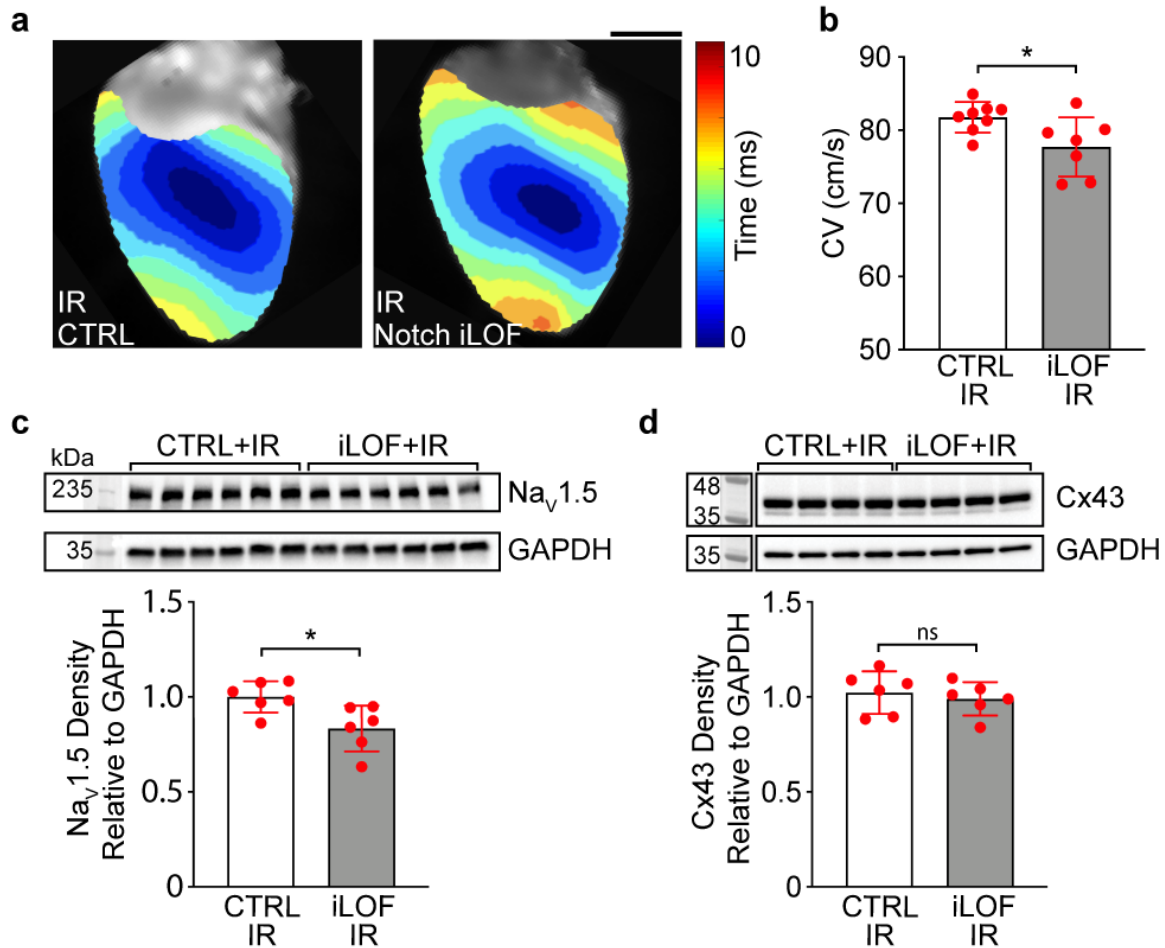 a
IR
CTRL
IR
Notch iLOF
10
Time (ms)
0
b
*
90
80
70
60
50
CV (cm/s)
CTRL
IR
iLOF
IR
c
kDa
CTRL+IR
iLOF+IR
235
NaV1.5
35
GAPDH
1.5
1.0
0.5
0
NaV1.5 Density
Relative to GAPDH
*
CTRL
IR
iLOF
IR
d
CTRL+IR
iLOF+IR
48
35
Cx43
35
GAPDH
1.5
1.0
0.5
0
Cx43 Density
Relative to GAPDH
ns
CTRL
IR
iLOF
IR